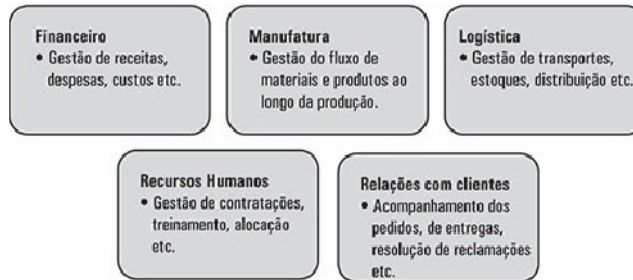 Financeiro
• Gestão de receitas,
despesas, custos etc.
Manufatura
• Gestão do fluxo de
materiais e produtos ao
longo da produção.
Logística
• Gestão de transportes,
estoques, distribuição etc.
Recursos Humanos
• Gestão de contratações,
treinamento, alocação
etc.
Relações com clientes
• Acompanhamento dos
pedidos, de entregas,
resolução de reclamações
etc.